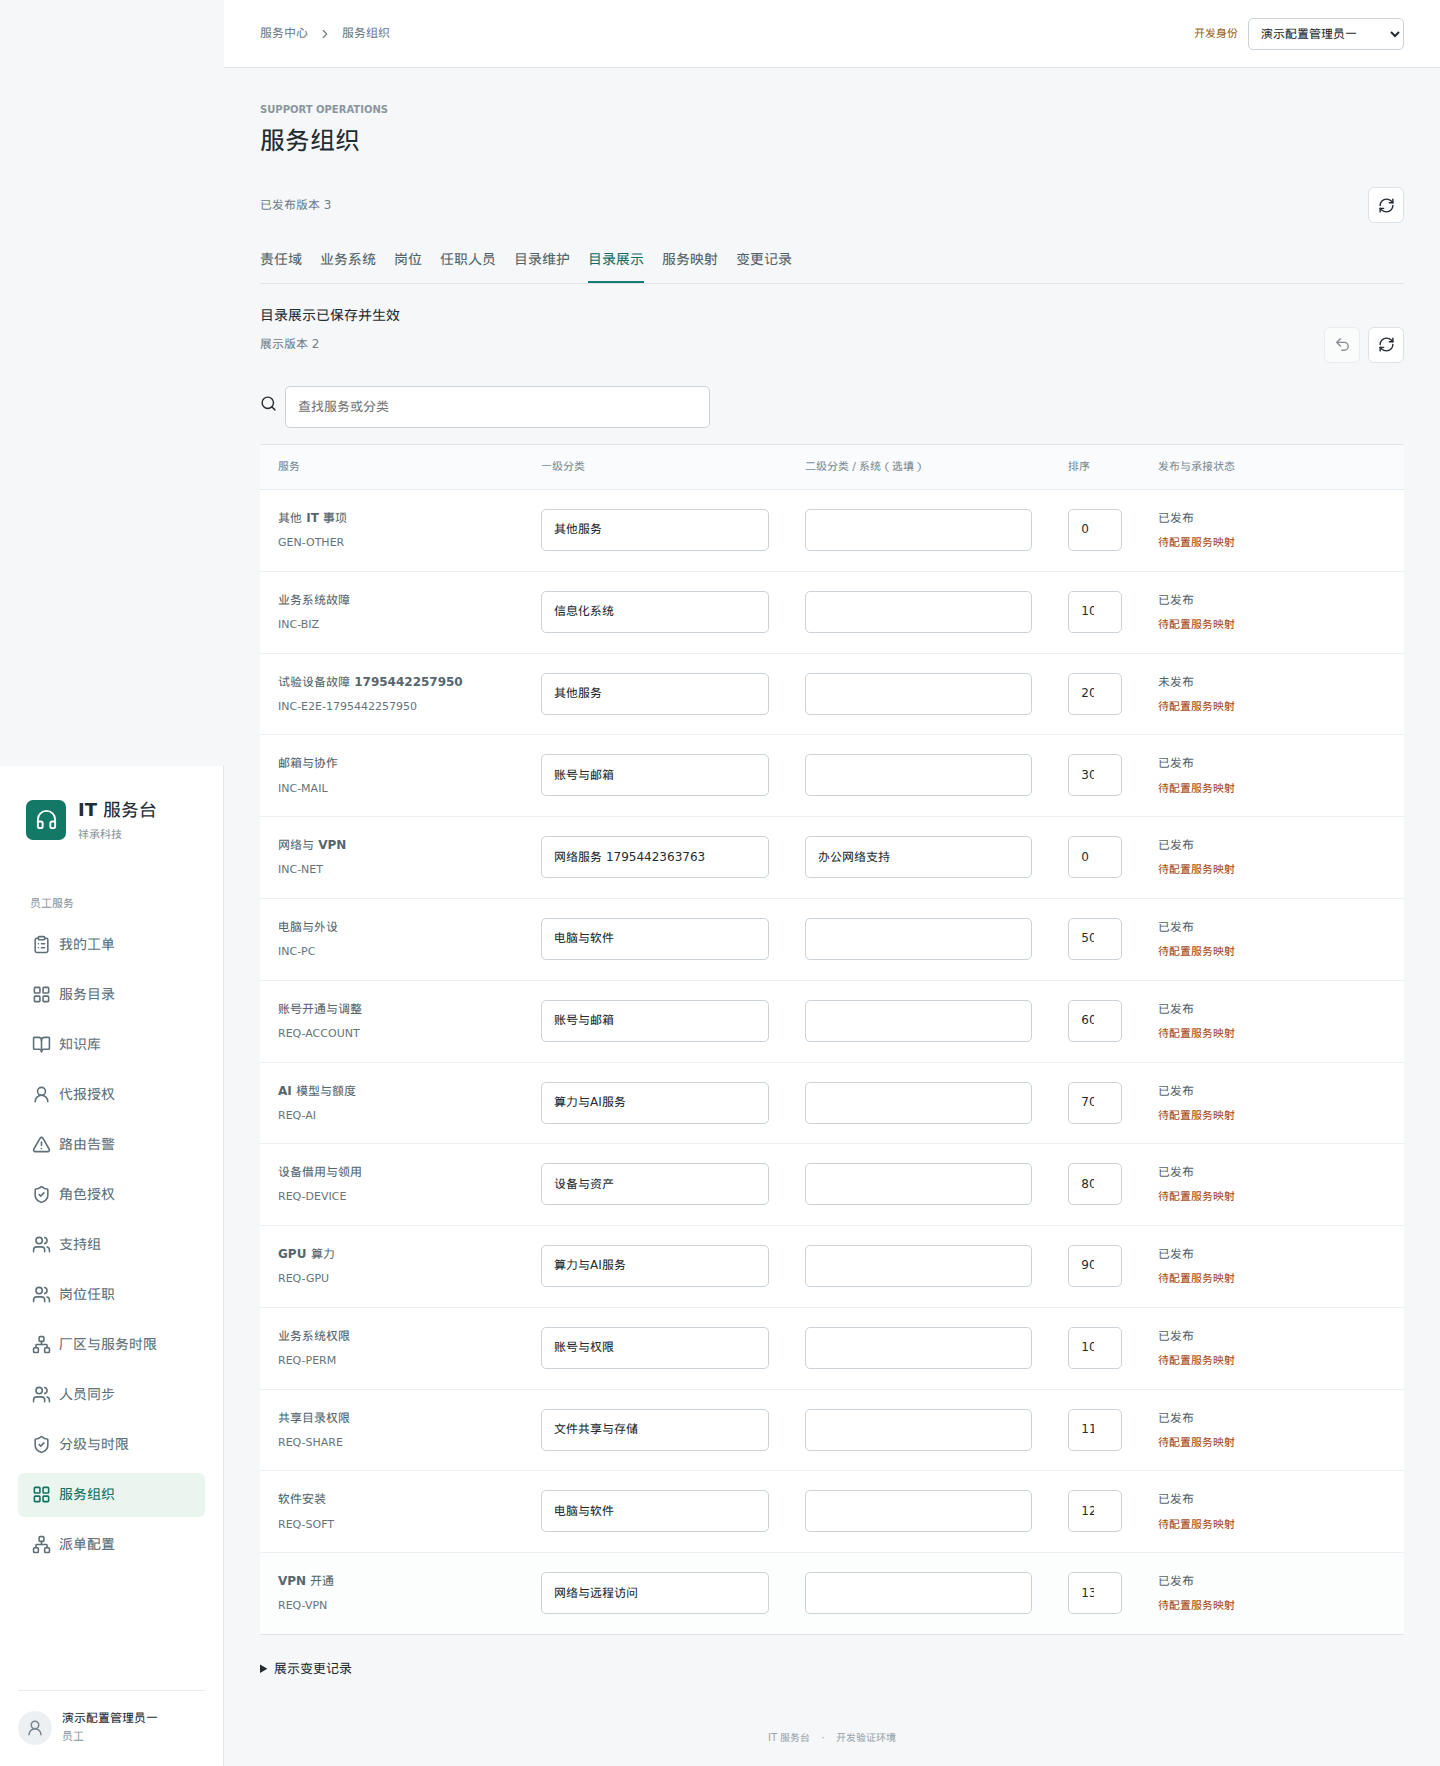 服务中心 > 服务组织
开发身份 演示配置管理员一
SUPPORT OPERATIONS
服务组织
已发布版本 3
责任域 业务系统 岗位 任职人员 目录维护 目录展示 服务映射 变更记录
目录展示已保存并生效
展示版本 2
查找服务或分类
服务 一级分类 二级分类 / 系统（选填） 排序 发布与承接状态
其他 IT 事项 其他服务 0 已发布
GEN-OTHER 待配置服务映射
业务系统故障 信息化系统 10 已发布
INC-BIZ 待配置服务映射
试验设备故障 1795442257950 其他服务 20 未发布
INC-E2E-1795442257950 待配置服务映射
邮箱与协作 账号与邮箱 30 已发布
INC-MAIL 待配置服务映射
网络与 VPN 网络服务 1795442363763 办公网络支持 0 已发布
INC-NET 待配置服务映射
电脑与外设 电脑与软件 50 已发布
INC-PC 待配置服务映射
账号开通与调整 账号与邮箱 60 已发布
REQ-ACCOUNT 待配置服务映射
AI 模型与额度 算力与AI服务 70 已发布
REQ-AI 待配置服务映射
设备借用与领用 设备与资产 80 已发布
REQ-DEVICE 待配置服务映射
GPU 算力 算力与AI服务 90 已发布
REQ-GPU 待配置服务映射
业务系统权限 账号与权限 10 已发布
REQ-PERM 待配置服务映射
共享目录权限 文件共享与存储 11 已发布
REQ-SHARE 待配置服务映射
软件安装 电脑与软件 12 已发布
REQ-SOFT 待配置服务映射
VPN 开通 网络与远程访问 13 已发布
REQ-VPN 待配置服务映射
展示变更记录
IT 服务台 · 开发验证环境
IT 服务台
祥承科技
员工服务
我的工单
服务目录
知识库
代报授权
路由告警
角色授权
支持组
岗位任职
厂区与服务时限
人员同步
分级与时限
服务组织
派单配置
演示配置管理员一
员工